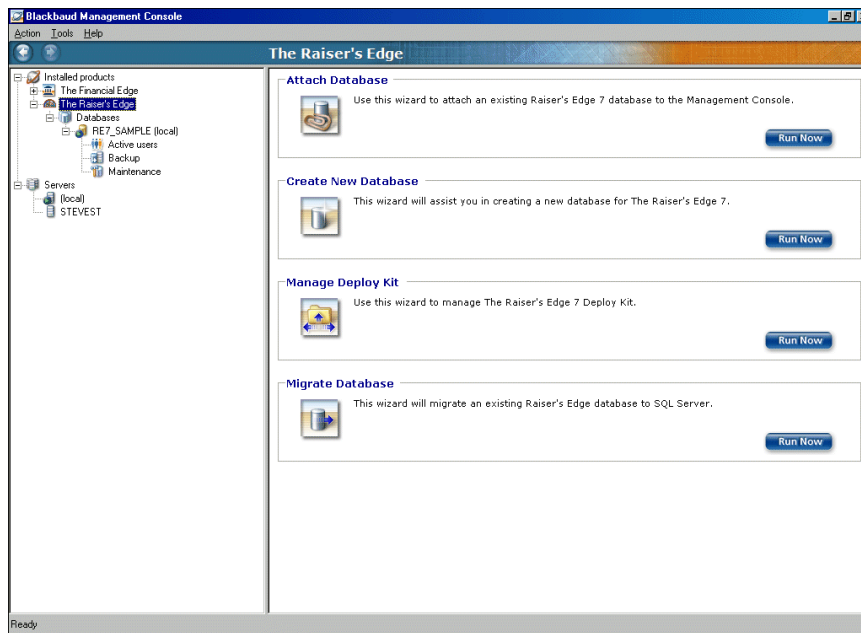 Blackbaud Management Console
Action Tools Help
The Raiser's Edge
Installed products
The Financial Edge
The Raiser's Edge
Databases
RE7_SAMPLE (local)
Active users
Backup
Maintenance
Servers
(local)
STEVEST
Attach Database
Use this wizard to attach an existing Raiser's Edge 7 database to the Management Console.
Run Now
Create New Database
This wizard will assist you in creating a new database for The Raiser's Edge 7.
Run Now
Manage Deploy Kit
Use this wizard to manage The Raiser's Edge 7 Deploy Kit.
Run Now
Migrate Database
This wizard will migrate an existing Raiser's Edge database to SQL Server.
Run Now
Ready